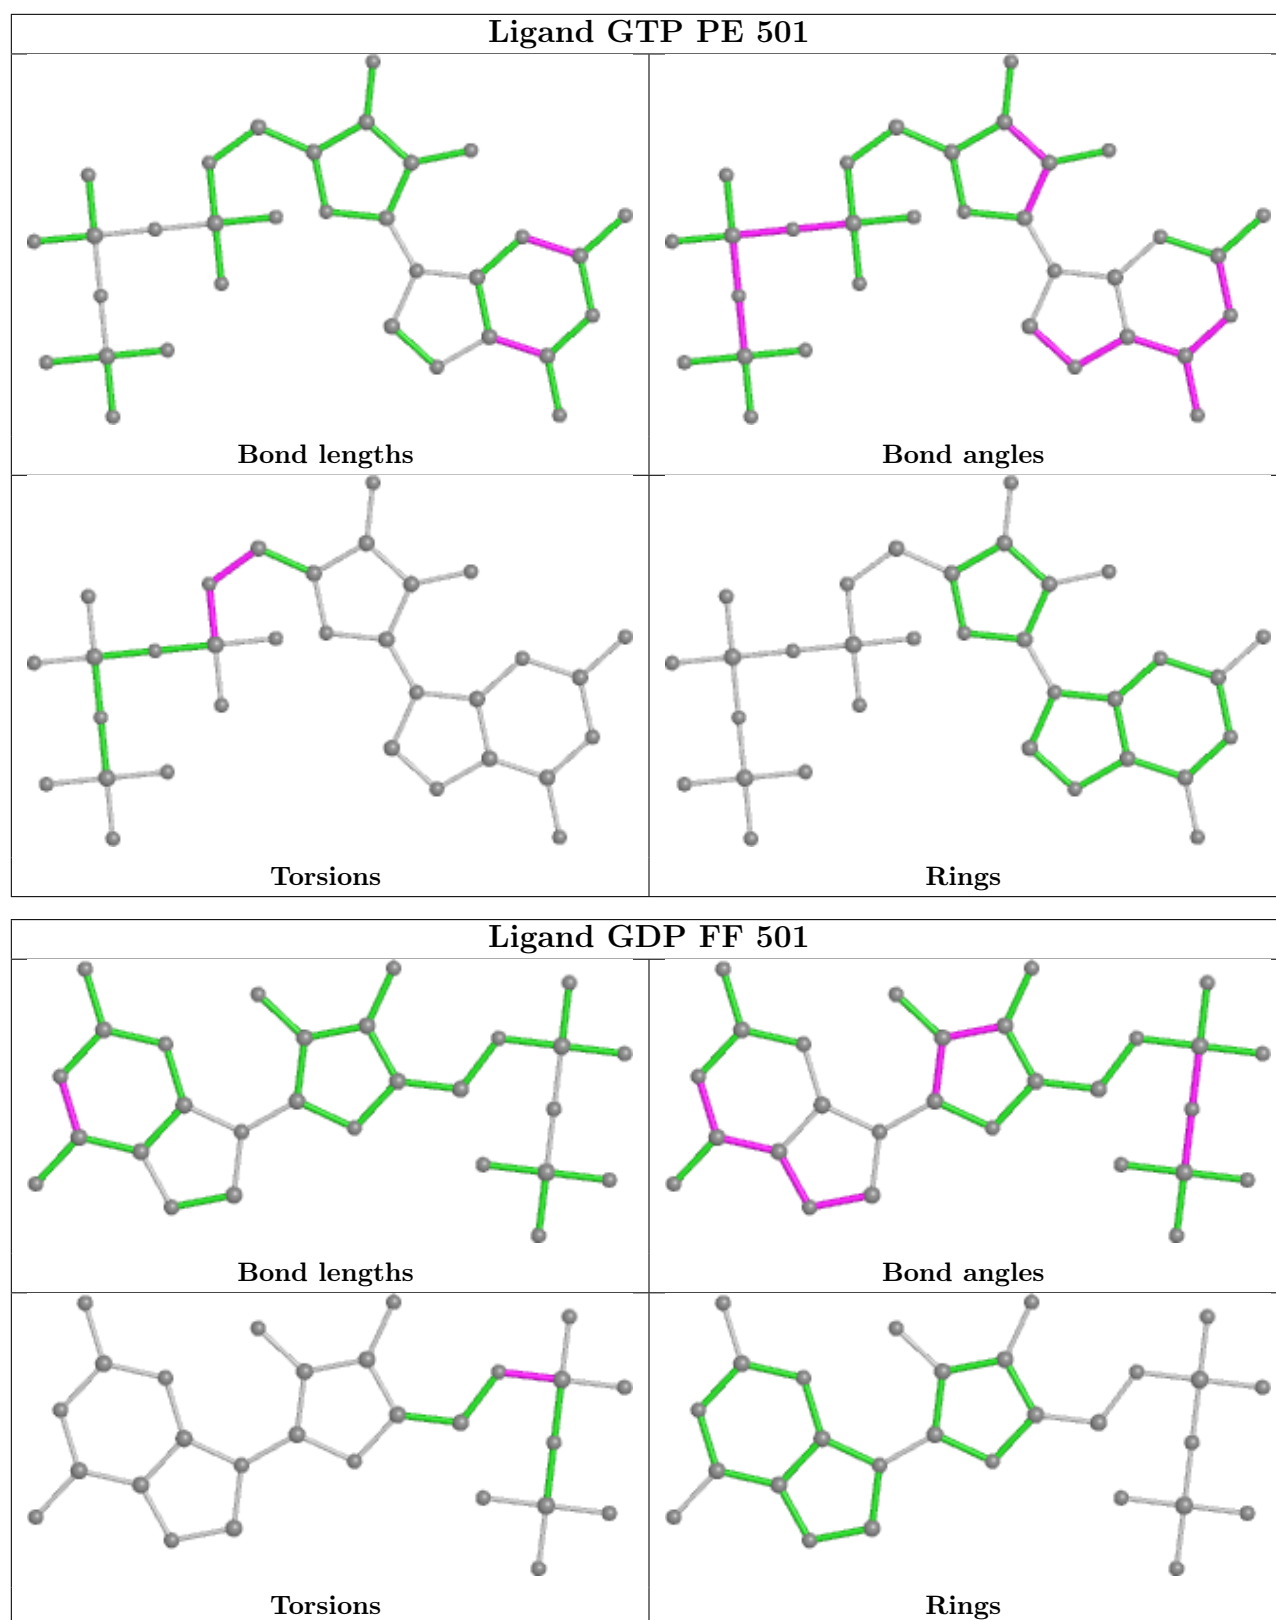 Ligand GTP PE 501
Bond lengths
Bond angles
Torsions
Rings
Ligand GDP FF 501
Bond lengths
Bond angles
Torsions
Rings